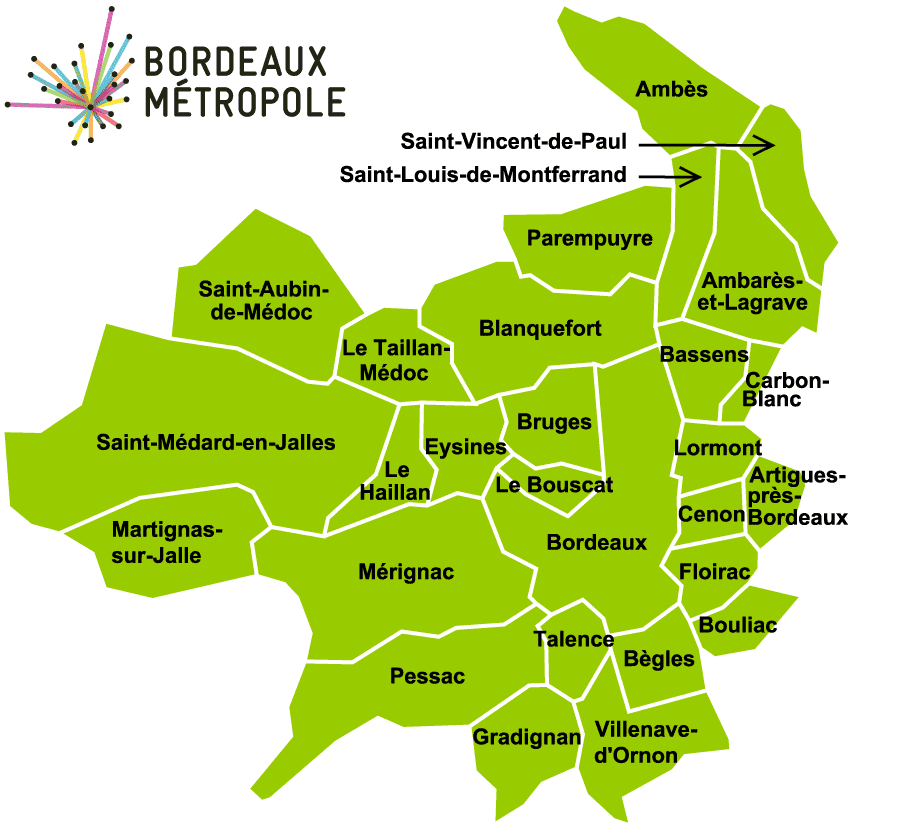 BORDEAUX
MÉTROPOLE
Ambès
Saint-Vincent-de-Paul
Saint-Louis-de-Montferrand
Parempuyre
Ambarès-
et-Lagrave
Saint-Aubin-
de-Médoc
Blanquefort
Le Taillan-
Médoc
Bassens
Carbon-
Blanc
Bruges
Saint-Médard-en-Jalles
Eysines
Lormont
Le
Haillan
Le Bouscat
Artigues-
près-
Bordeaux
Cenon
Martignas-
sur-Jalle
Bordeaux
Mérignac
Floirac
Bouliac
Talence
Bègles
Pessac
Gradignan
Villenave-
d'Ornon